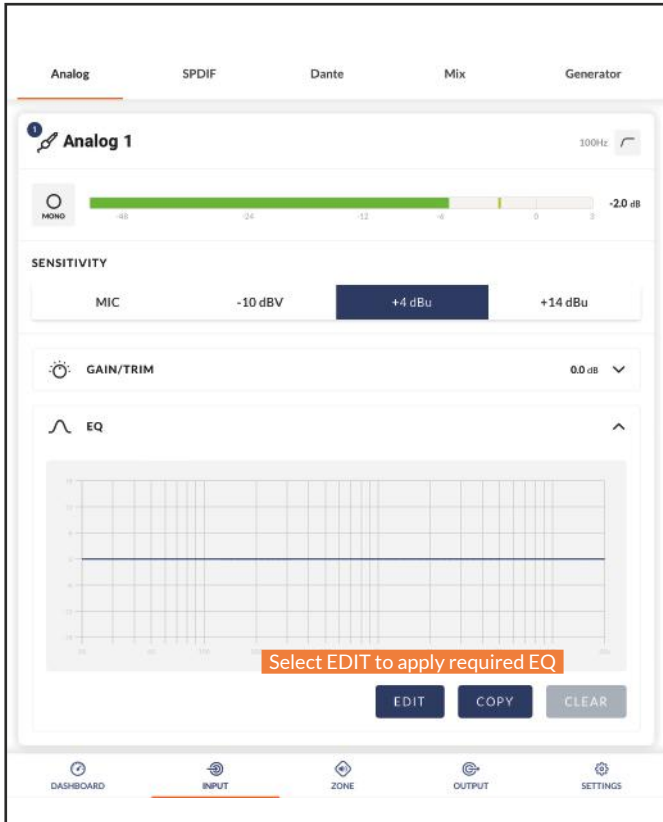 Analog SPDIF Dante Mix Generator
1 Analog 1 100Hz
MONO -48 -24 -12 -4 0 3 -2.0 dB
SENSITIVITY
MIC -10 dBV +4 dBu +14 dBu
GAIN/TRIM 0.0 dB
EQ
Select EDIT to apply required EQ
EDIT COPY CLEAR
DASHBOARD INPUT ZONE OUTPUT SETTINGS